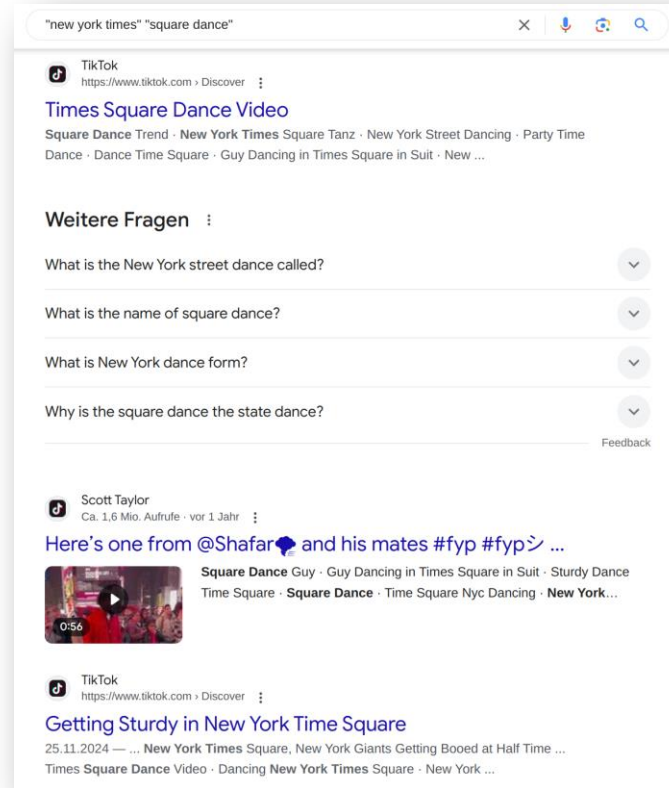 "new york times" "square dance"
TikTok
https://www.tiktok.com › Discover
Times Square Dance Video
Square Dance Trend · New York Times Square Tanz · New York Street Dancing · Party Time
Dance · Dance Time Square · Guy Dancing in Times Square in Suit · New ...
Weitere Fragen
What is the New York street dance called?
What is the name of square dance?
What is New York dance form?
Why is the square dance the state dance?
Feedback
Scott Taylor
Ca. 1,6 Mio. Aufrufe · vor 1 Jahr
Here's one from @Shafar🌪 and his mates #fyp #fypシ ...
Square Dance Guy · Guy Dancing in Times Square in Suit · Sturdy Dance
Time Square · Square Dance · Time Square Nyc Dancing · New York...
0:56
TikTok
https://www.tiktok.com › Discover
Getting Sturdy in New York Time Square
25.11.2024 — ... New York Times Square, New York Giants Getting Booed at Half Time ...
Times Square Dance Video · Dancing New York Times Square · New York ...